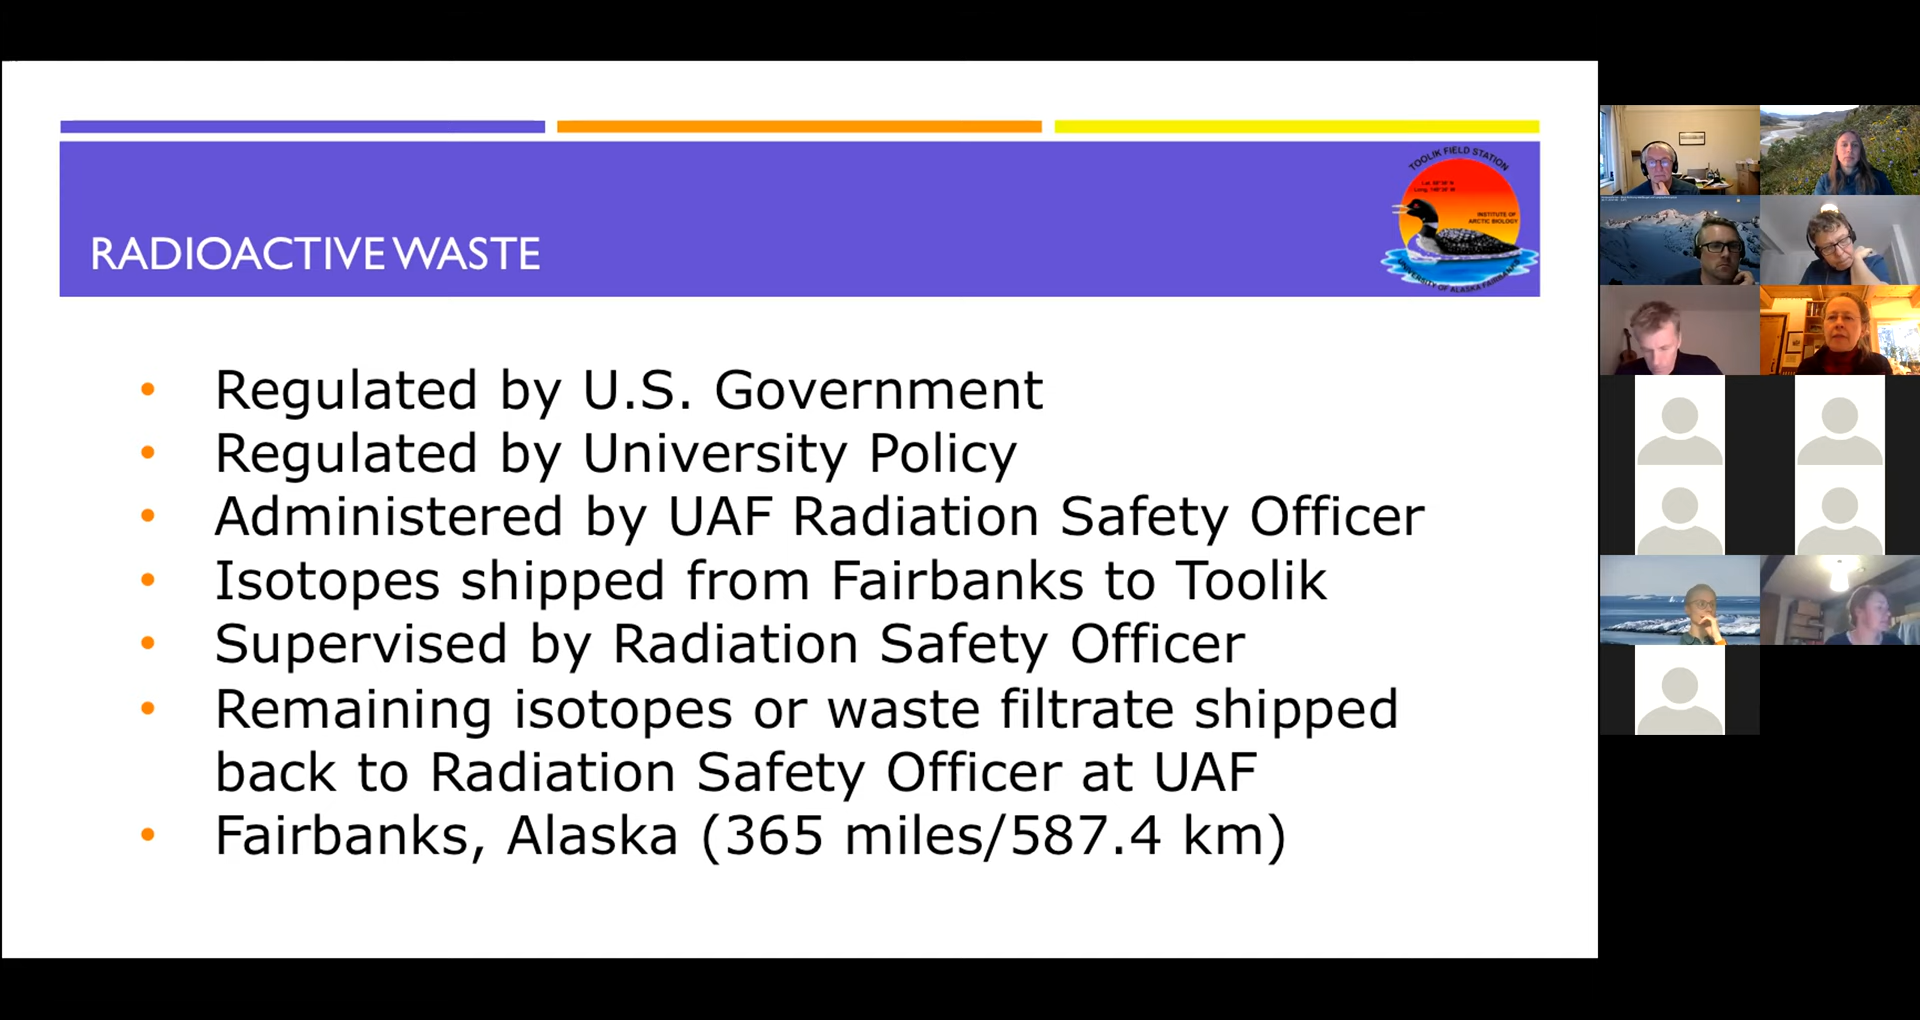 RADIOACTIVE WASTE
TOOLIK FIELD STATION
INSTITUTE OF
ARCTIC BIOLOGY
UNIVERSITY OF ALASKA FAIRBANKS
• Regulated by U.S. Government
• Regulated by University Policy
• Administered by UAF Radiation Safety Officer
• Isotopes shipped from Fairbanks to Toolik
• Supervised by Radiation Safety Officer
• Remaining isotopes or waste filtrate shipped
back to Radiation Safety Officer at UAF
• Fairbanks, Alaska (365 miles/587.4 km)